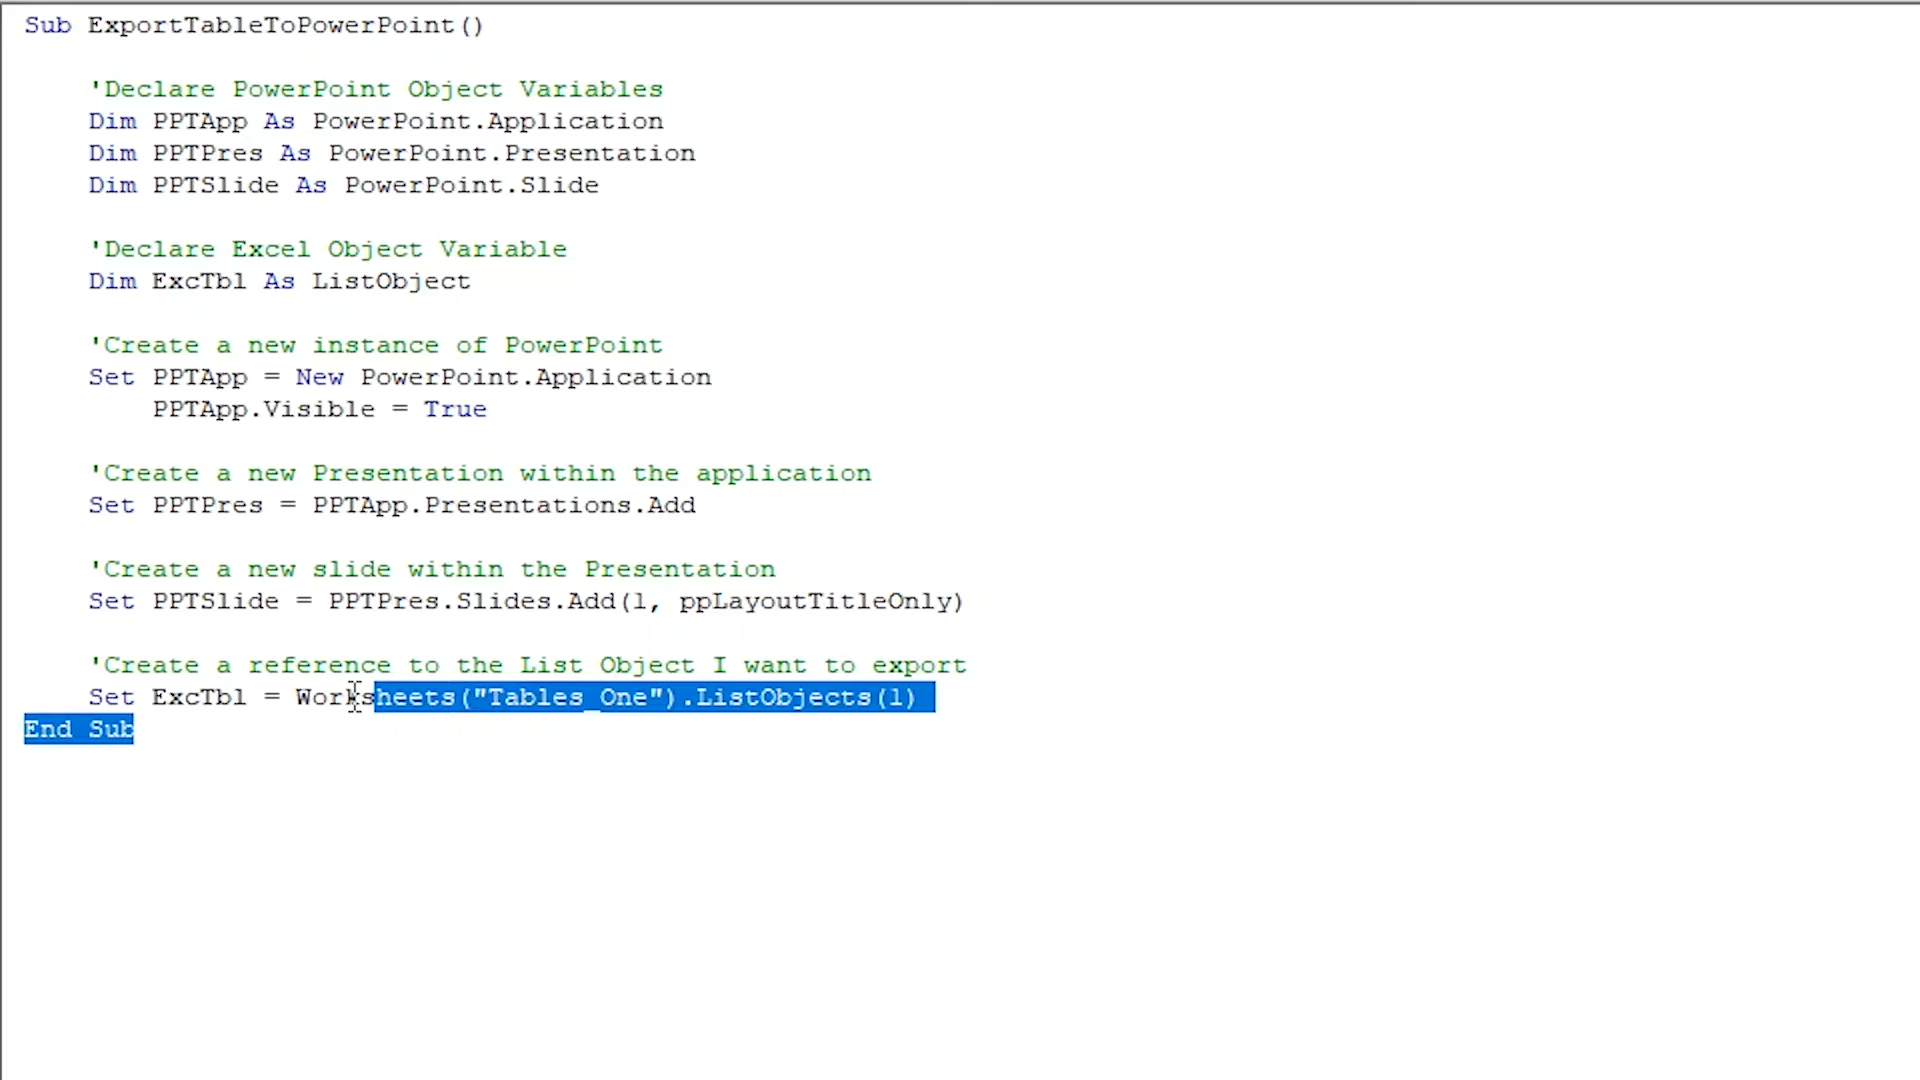 Sub ExportTableToPowerPoint()
'Declare PowerPoint Object Variables
Dim PPTApp As PowerPoint.Application
Dim PPTPres As PowerPoint.Presentation
Dim PPTSlide As PowerPoint.Slide
'Declare Excel Object Variable
Dim ExcTbl As ListObject
'Create a new instance of PowerPoint
Set PPTApp = New PowerPoint.Application
PPTApp.Visible = True
'Create a new Presentation within the application
Set PPTPres = PPTApp.Presentations.Add
'Create a new slide within the Presentation
Set PPTSlide = PPTPres.Slides.Add(1, ppLayoutTitleOnly)
'Create a reference to the List Object I want to export
Set ExcTbl = Worksheets("Tables_One").ListObjects(1)
End Sub